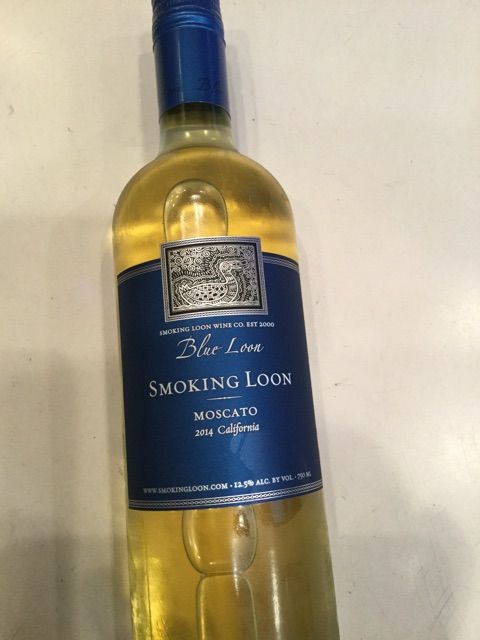 SMOKING LOON WINE CO. EST 2000
Blue Loon
SMOKING LOON
MOSCATO
2014 California
WWW.SMOKINGLOON.COM · 12.5% ALC. BY VOL. · 750 ML